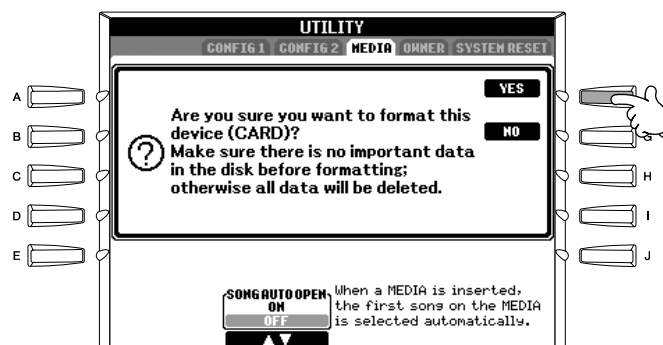 UTILITY
CONFIG 1 CONFIG 2 MEDIA OWNER SYSTEM RESET
YES
Are you sure you want to format this
device (CARD)?
NO
Make sure there is no important data
in the disk before formatting;
otherwise all data will be deleted.
A
B
C
D
E
G
H
I
J
SONG AUTO OPEN
ON
OFF
When a MEDIA is inserted,
the first song on the MEDIA
is selected automatically.